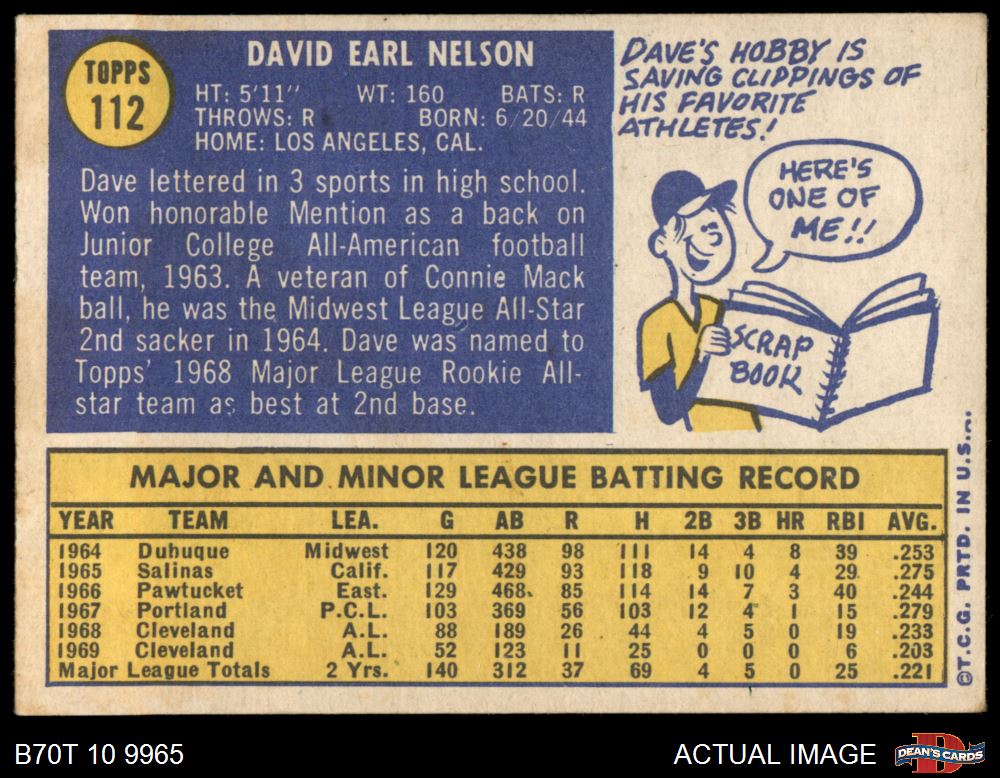 TOPPS
112
DAVID EARL NELSON
HT: 5'11" WT: 160 BATS: R
THROWS: R BORN: 6/20/44
HOME: LOS ANGELES, CAL.
Dave lettered in 3 sports in high school.
Won honorable Mention as a back on
Junior College All-American football
team, 1963. A veteran of Connie Mack
ball, he was the Midwest League All-Star
2nd sacker in 1964. Dave was named to
Topps' 1968 Major League Rookie All-
star team as best at 2nd base.
DAVE'S HOBBY IS
SAVING CLIPPINGS OF
HIS FAVORITE
ATHLETES!
HERE'S
ONE OF
ME!!
SCRAP
BOOK
MAJOR AND MINOR LEAGUE BATTING RECORD
YEAR TEAM LEA. G AB R H 2B 3B HR RBI AVG.
1964 Duhuque Midwest 120 438 98 111 14 4 8 39 .253
1965 Salinas Calif. 117 429 93 118 9 10 4 29 .275
1966 Pawtucket East. 129 468 85 114 14 7 3 40 .244
1967 Portland P.C.L. 103 369 56 103 12 4 1 15 .279
1968 Cleveland A.L. 88 189 26 44 4 5 0 19 .233
1969 Cleveland A.L. 52 123 11 25 0 0 0 6 .203
Major League Totals 2 Yrs. 140 312 37 69 4 5 0 25 .221
©T.C.G. PRTD. IN U.S.A.
B70T 10 9965
ACTUAL IMAGE
DEAN'S CARDS